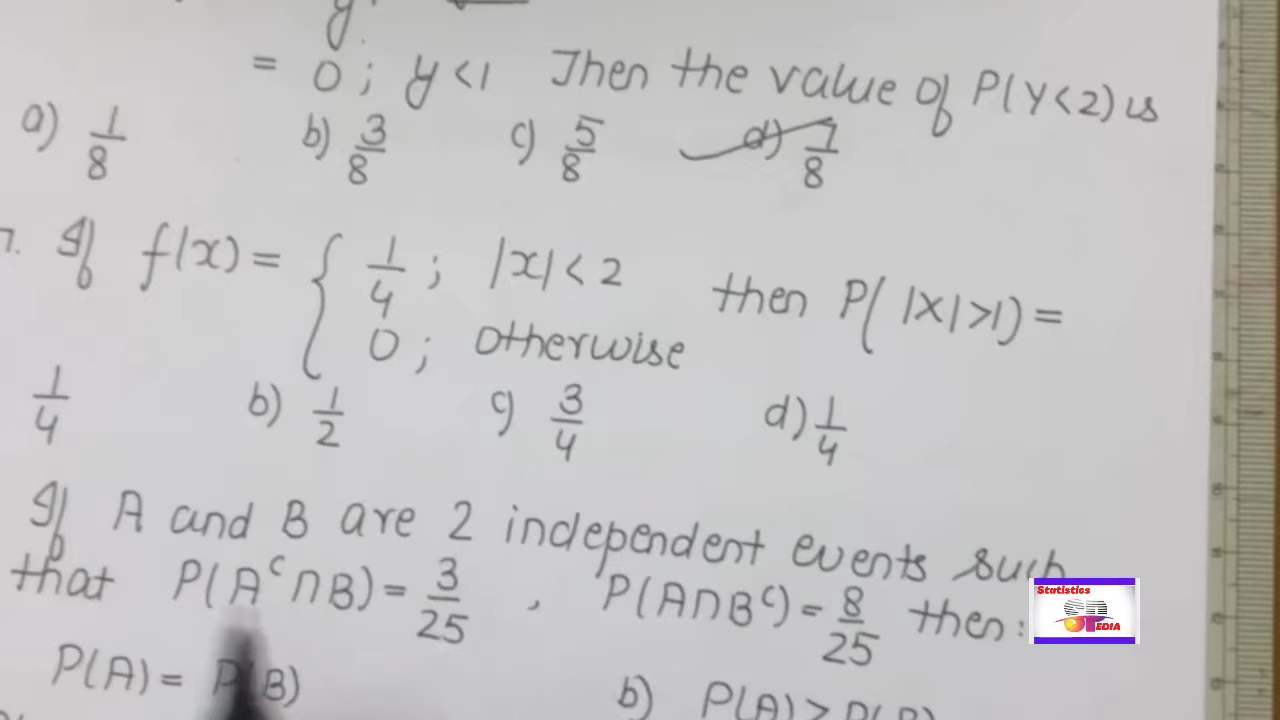 y
= 0 ; y < 1 Then the value of P(Y < 2) is
a) 1/8 b) 3/8 c) 5/8 d) 7/8
7. If f(x) = { 1/4 ; |x| < 2 then P( |X| > 1) =
0 ; otherwise
1/4 b) 1/2 c) 3/4 d) 1/4
If A and B are 2 independent events such
that P(A^c ∩ B) = 3/25 , P(A ∩ B^c) = 8/25 then :
P(A) = P(B) b) P(A) > P(B)
Statistics
EDIA